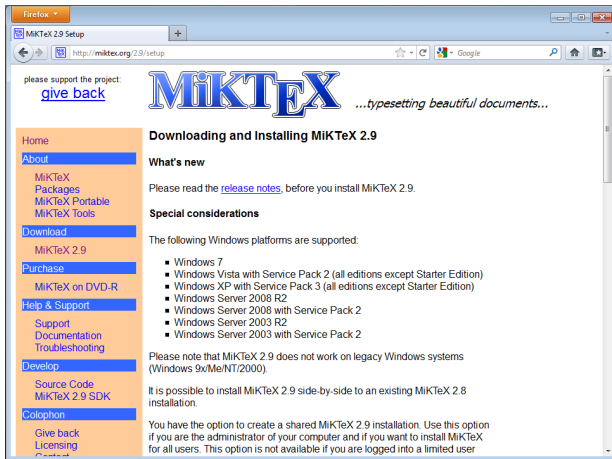 Firefox
MiKTeX 2.9 Setup
http://miktex.org/2.9/setup
Google
please support the project:
give back
MiKTeX
...typesetting beautiful documents...
Home
About
MiKTeX
Packages
MiKTeX Portable
MiKTeX Tools
Download
MiKTeX 2.9
Purchase
MiKTeX on DVD-R
Help & Support
Support
Documentation
Troubleshooting
Develop
Source Code
MiKTeX 2.9 SDK
Colophon
Give back
Licensing
Contact
Downloading and Installing MiKTeX 2.9
What's new
Please read the release notes, before you install MiKTeX 2.9.
Special considerations
The following Windows platforms are supported:
Windows 7
Windows Vista with Service Pack 2 (all editions except Starter Edition)
Windows XP with Service Pack 3 (all editions except Starter Edition)
Windows Server 2008 R2
Windows Server 2008 with Service Pack 2
Windows Server 2003 R2
Windows Server 2003 with Service Pack 2
Please note that MiKTeX 2.9 does not work on legacy Windows systems
(Windows 9x/Me/NT/2000).
It is possible to install MiKTeX 2.9 side-by-side to an existing MiKTeX 2.8
installation.
You have the option to create a shared MiKTeX 2.9 installation. Use this option
if you are the administrator of your computer and if you want to install MiKTeX
for all users. This option is not available if you are logged into a limited user